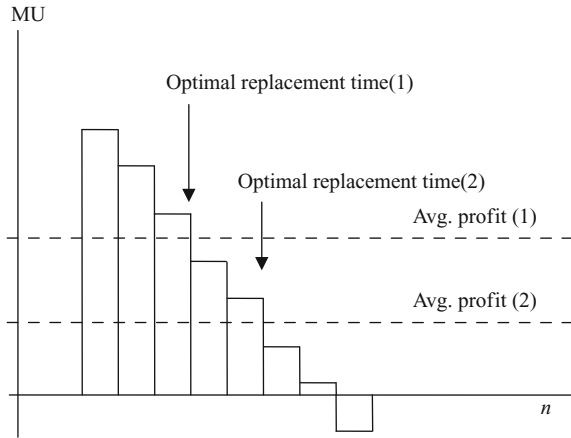 MU
Optimal replacement time(1)
Optimal replacement time(2)
Avg. profit (1)
Avg. profit (2)
n